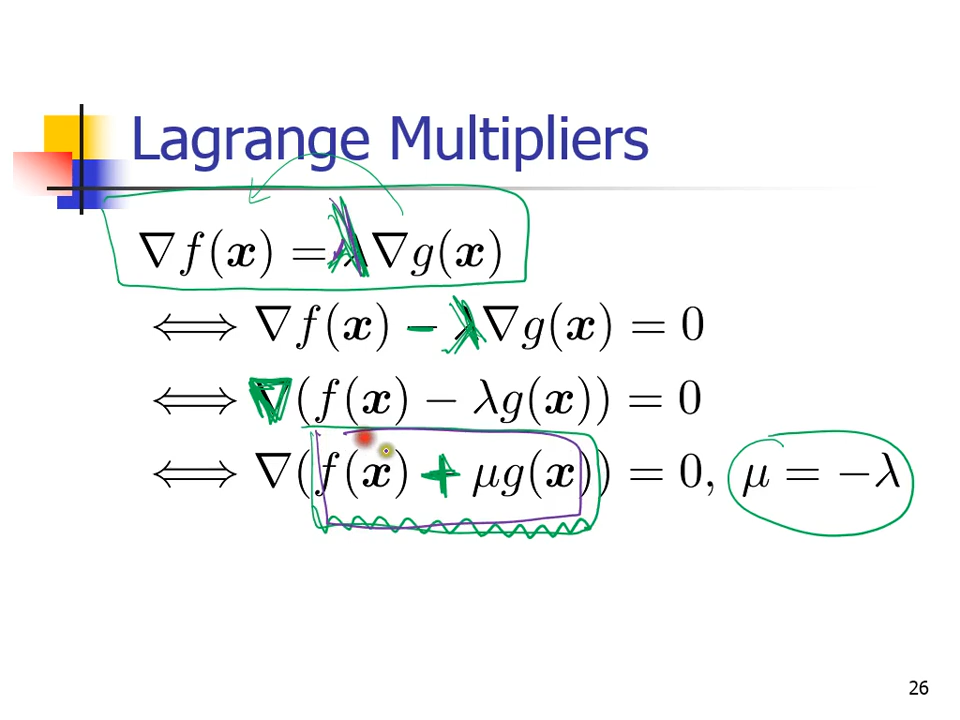 Lagrange Multipliers
∇f(x) = λ∇g(x)
⟺ ∇f(x) − λ∇g(x) = 0
⟺ ∇(f(x) − λg(x)) = 0
⟺ ∇(f(x) + μg(x)) = 0, μ = −λ
26